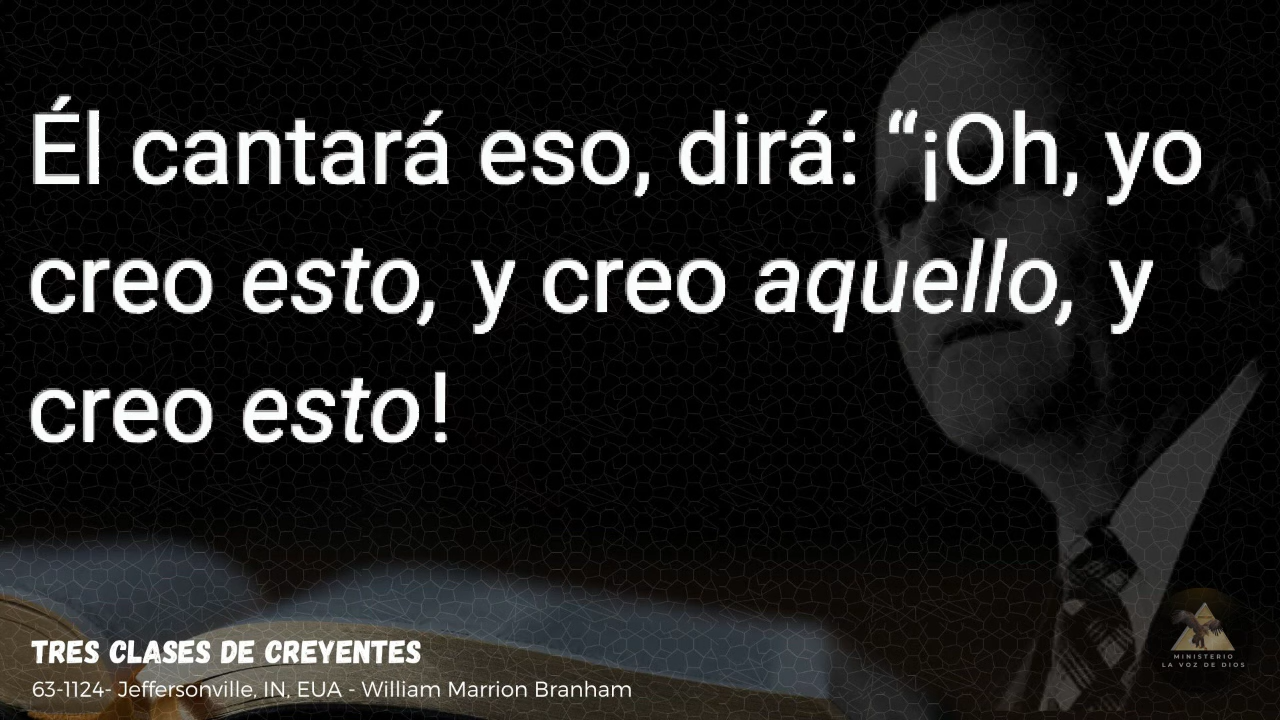 Él cantará eso, dirá: “¡Oh, yo
creo esto, y creo aquello, y
creo esto!
TRES CLASES DE CREYENTES
63-1124- Jeffersonville, IN, EUA - William Marrion Branham
MINISTERIO
LA VOZ DE DIOS